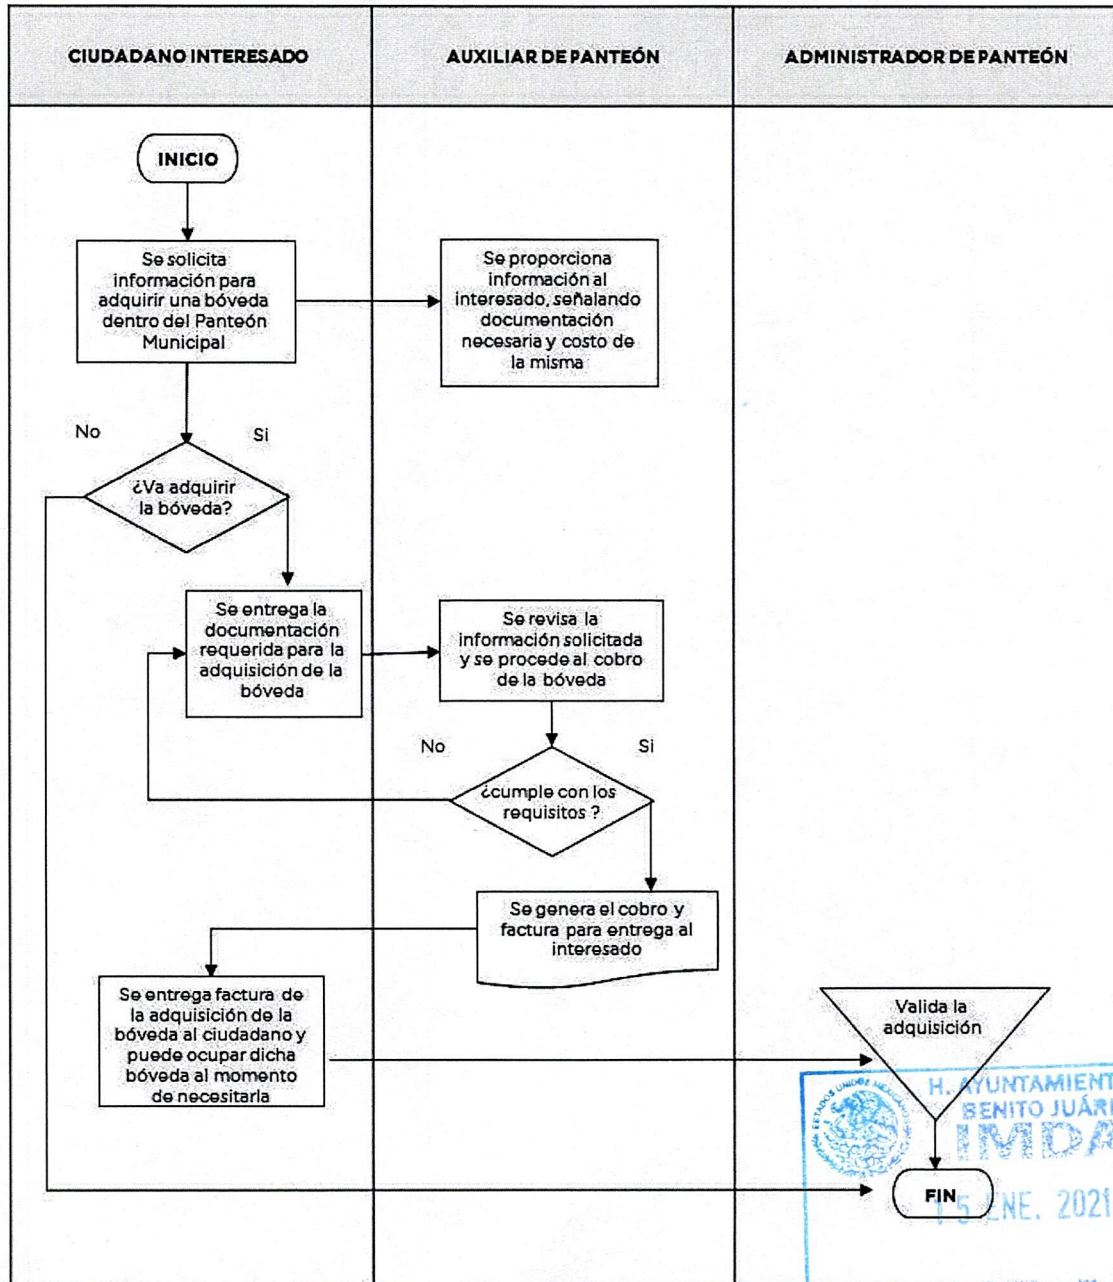 CIUDADANO INTERESADO
AUXILIAR DE PANTEÓN
ADMINISTRADOR DE PANTEÓN
INICIO
Se solicita
información para
adquirir una bóveda
dentro del Panteón
Municipal
Se proporciona
información al
interesado, señalando
documentación
necesaria y costo de
la misma
No
Si
¿Va adquirir
la bóveda?
Se entrega la
documentación
requerida para la
adquisición de la
bóveda
Se revisa la
información solicitada
y se procede al cobro
de la bóveda
No
Si
¿cumple con los
requisitos ?
Se genera el cobro y
factura para entrega al
interesado
Se entrega factura de
la adquisición de la
bóveda al ciudadano y
puede ocupar dicha
bóveda al momento
de necesitarla
Valida la
adquisición
ESTADOS UNIDOS MEXICANOS
H. AYUNTAMIENT
BENITO JUÁR
IMDA
FIN
15 ENE. 2021